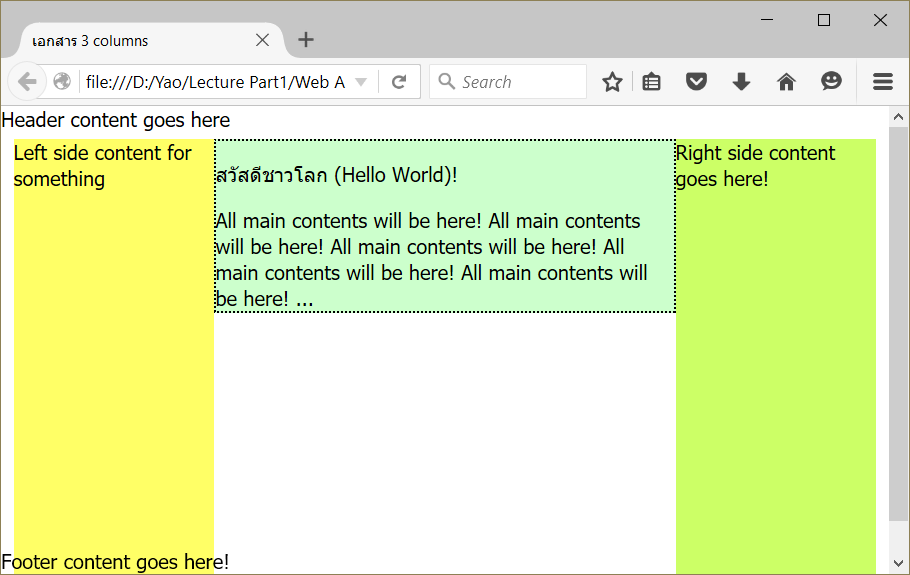 เอกสาร 3 columns
file:///D:/Yao/Lecture Part1/Web A
Search
Header content goes here
Left side content for
something
สวัสดีชาวโลก (Hello World)!
All main contents will be here! All main contents
will be here! All main contents will be here! All
main contents will be here! All main contents will
be here! ...
Right side content
goes here!
Footer content goes here!